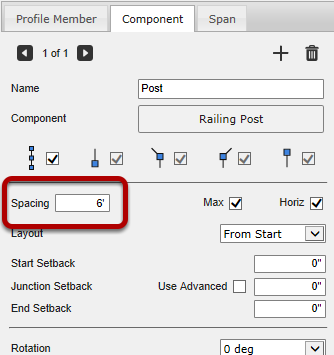 Profile Member Component Span
1 of 1
Name Post
Component Railing Post
Spacing 6' Max Horiz
Layout From Start
Start Setback 0"
Junction Setback Use Advanced 0"
End Setback 0"
Rotation 0 deg